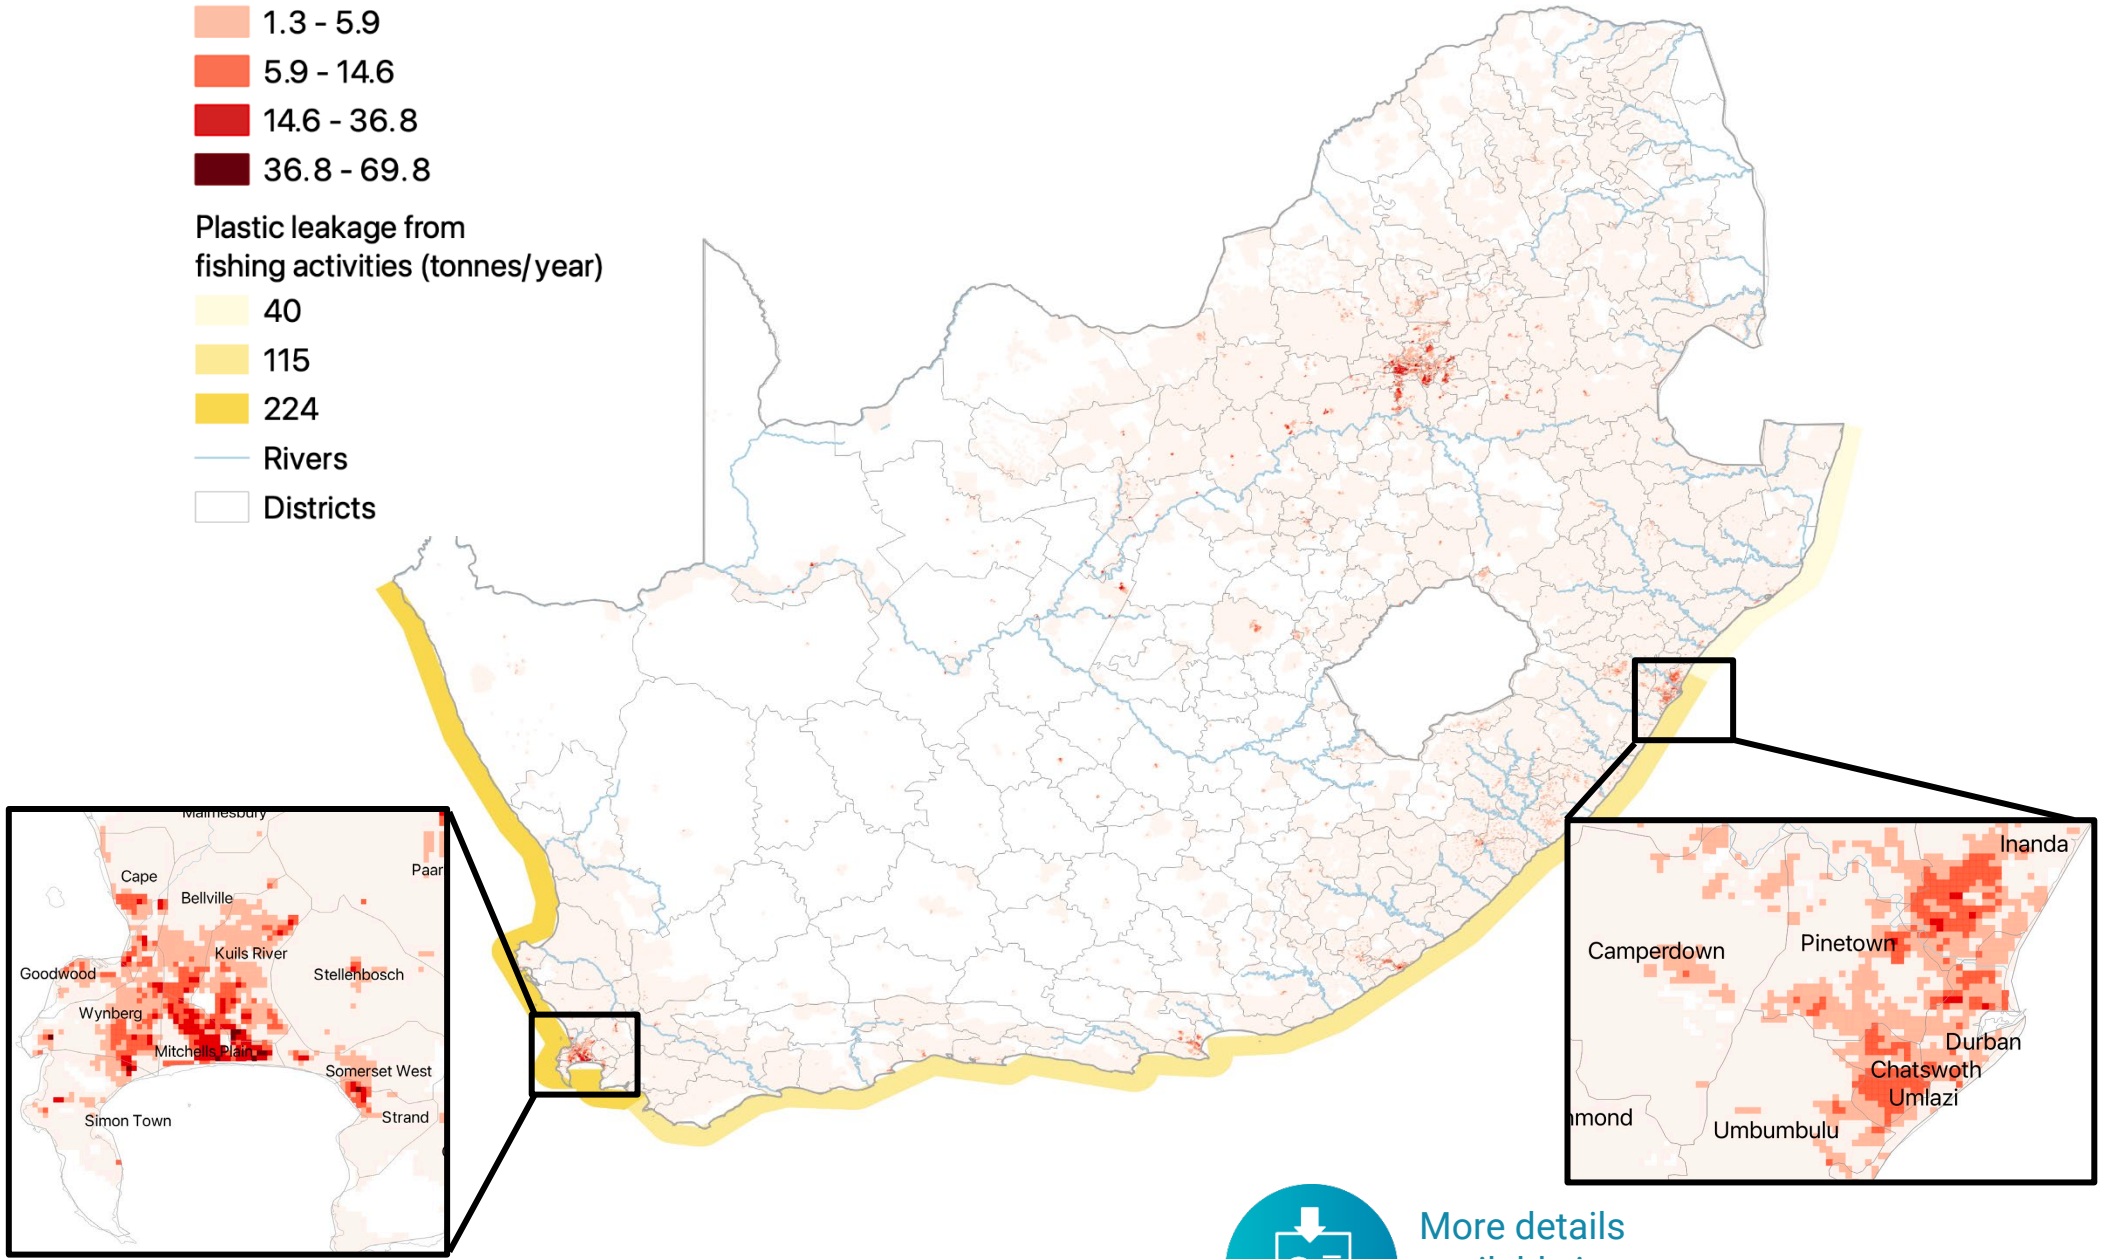 1.3 - 5.9
5.9 - 14.6
14.6 - 36.8
36.8 - 69.8
Plastic leakage from
fishing activities (tonnes/year)
40
115
224
Rivers
Districts
Malmesbury
Paar
Cape
Bellville
Kuils River
Goodwood
Stellenbosch
Wynberg
Mitchells Plain
Somerset West
Strand
Simon Town
Inanda
Camperdown
Pinetown
Durban
Chatswoth
Umlazi
nmond
Umbumbulu
More details